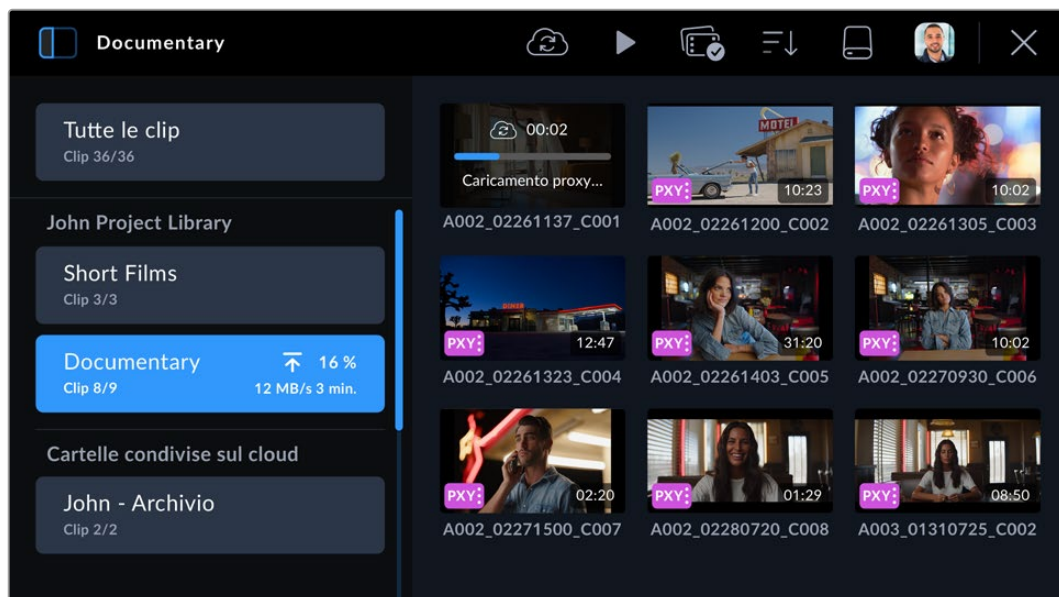 Documentary
Tutte le clip
Clip 36/36
John Project Library
Short Films
Clip 3/3
Documentary 16 %
Clip 8/9 12 MB/s 3 min.
Cartelle condivise sul cloud
John - Archivio
Clip 2/2
00:02
Caricamento proxy...
A002_02261137_C001
MOTEL
PXY 10:23
A002_02261200_C002
PXY 10:02
A002_02261305_C003
DINER
PXY 12:47
A002_02261323_C004
PXY 31:20
A002_02261403_C005
PXY 10:02
A002_02270930_C006
PXY 02:20
A002_02271500_C007
PXY 01:29
A002_02280720_C008
PXY 08:50
A003_01310725_C002